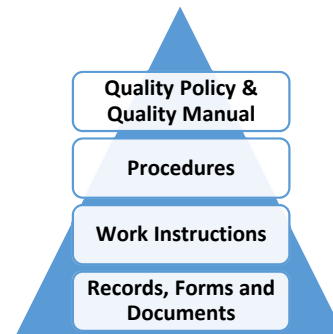 Quality Policy &
Quality Manual
Procedures
Work Instructions
Records, Forms and
Documents